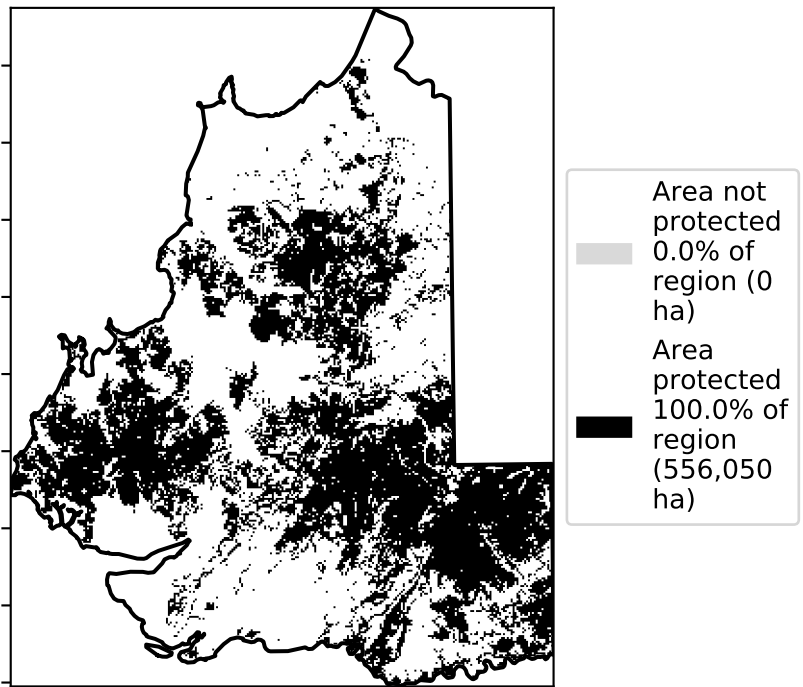 Area not
protected
0.0% of
region (0
ha)
Area
protected
100.0% of
region
(556,050
ha)